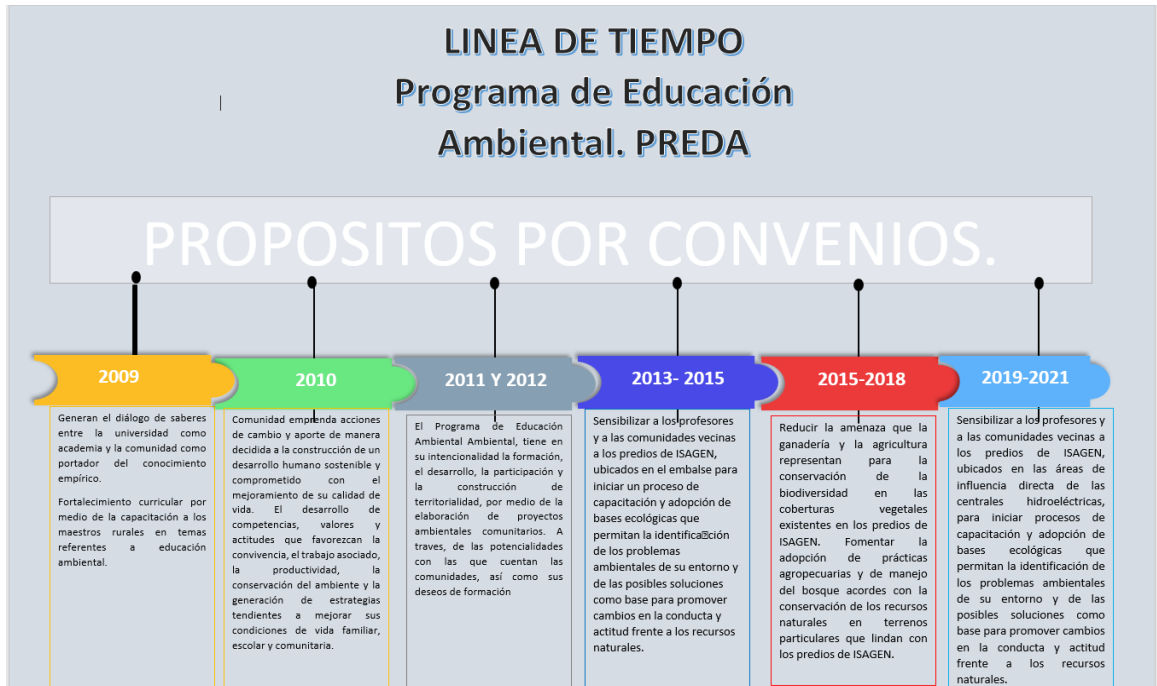 LINEA DE TIEMPO
Programa de Educación
Ambiental. PREDA
PROPOSITOS POR CONVENIOS.
2009
Generan el diálogo de saberes
entre la universidad como
academia y la comunidad como
portador del conocimiento
empírico.
Fortalecimiento curricular por
medio de la capacitación a los
maestros rurales en temas
referentes a educación
ambiental.
2010
Comunidad emprenda acciones
de cambio y aporte de manera
decidida a la construcción de un
desarrollo humano sostenible y
comprometido con el
mejoramiento de su calidad de
vida. El desarrollo de
competencias, valores y
actitudes que favorezcan la
convivencia, el trabajo asociado,
la productividad, la
conservación del ambiente y la
generación de estrategias
tendientes a mejorar sus
condiciones de vida familiar,
escolar y comunitaria.
2011 Y 2012
El Programa de Educación
Ambiental Ambiental, tiene en
su intencionalidad la formación,
el desarrollo, la participación y
la construcción de
territorialidad, por medio de la
elaboración de proyectos
ambientales comunitarios. A
traves, de las potencialidades
con las que cuentan las
comunidades, así como sus
deseos de formación
2013- 2015
Sensibilizar a los profesores
y a las comunidades vecinas
a los predios de ISAGEN,
ubicados en el embalse para
iniciar un proceso de
capacitación y adopción de
bases ecológicas que
permitan la identifica⍰ción
de los problemas
ambientales de su entorno y
de las posibles soluciones
como base para promover
cambios en la conducta y
actitud frente a los recursos
naturales.
2015-2018
Reducir la amenaza que la
ganadería y la agricultura
representan para la
conservación de la
biodiversidad en las
coberturas vegetales
existentes en los predios de
ISAGEN. Fomentar la
adopción de prácticas
agropecuarias y de manejo
del bosque acordes con la
conservación de los recursos
naturales en terrenos
particulares que lindan con
los predios de ISAGEN.
2019-2021
Sensibilizar a los profesores y
a las comunidades vecinas a
los predios de ISAGEN,
ubicados en las áreas de
influencia directa de las
centrales hidroeléctricas,
para iniciar procesos de
capacitación y adopción de
bases ecológicas que
permitan la identificación de
los problemas ambientales
de su entorno y de las
posibles soluciones como
base para promover cambios
en la conducta y actitud
frente a los recursos
naturales.